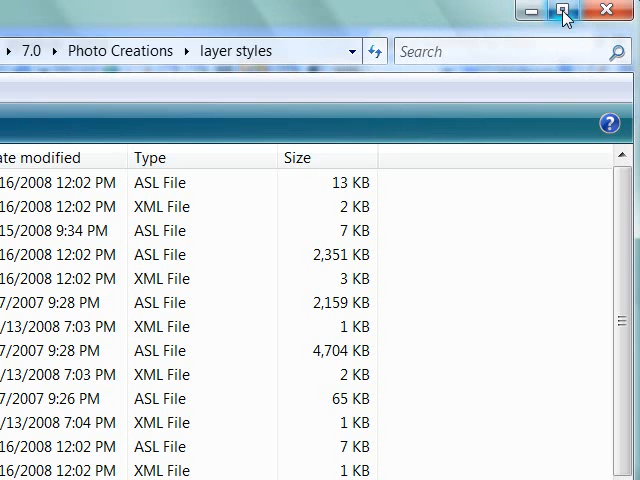 7.0 Photo Creations layer styles Search
ate modified Type Size
16/2008 12:02 PM ASL File 13 KB
16/2008 12:02 PM XML File 2 KB
15/2008 9:34 PM ASL File 7 KB
16/2008 12:02 PM ASL File 2,351 KB
16/2008 12:02 PM XML File 3 KB
7/2007 9:28 PM ASL File 2,159 KB
/13/2008 7:03 PM XML File 1 KB
7/2007 9:28 PM ASL File 4,704 KB
/13/2008 7:03 PM XML File 2 KB
7/2007 9:26 PM ASL File 65 KB
/13/2008 7:04 PM XML File 1 KB
16/2008 12:02 PM ASL File 7 KB
16/2008 12:02 PM XML File 1 KB